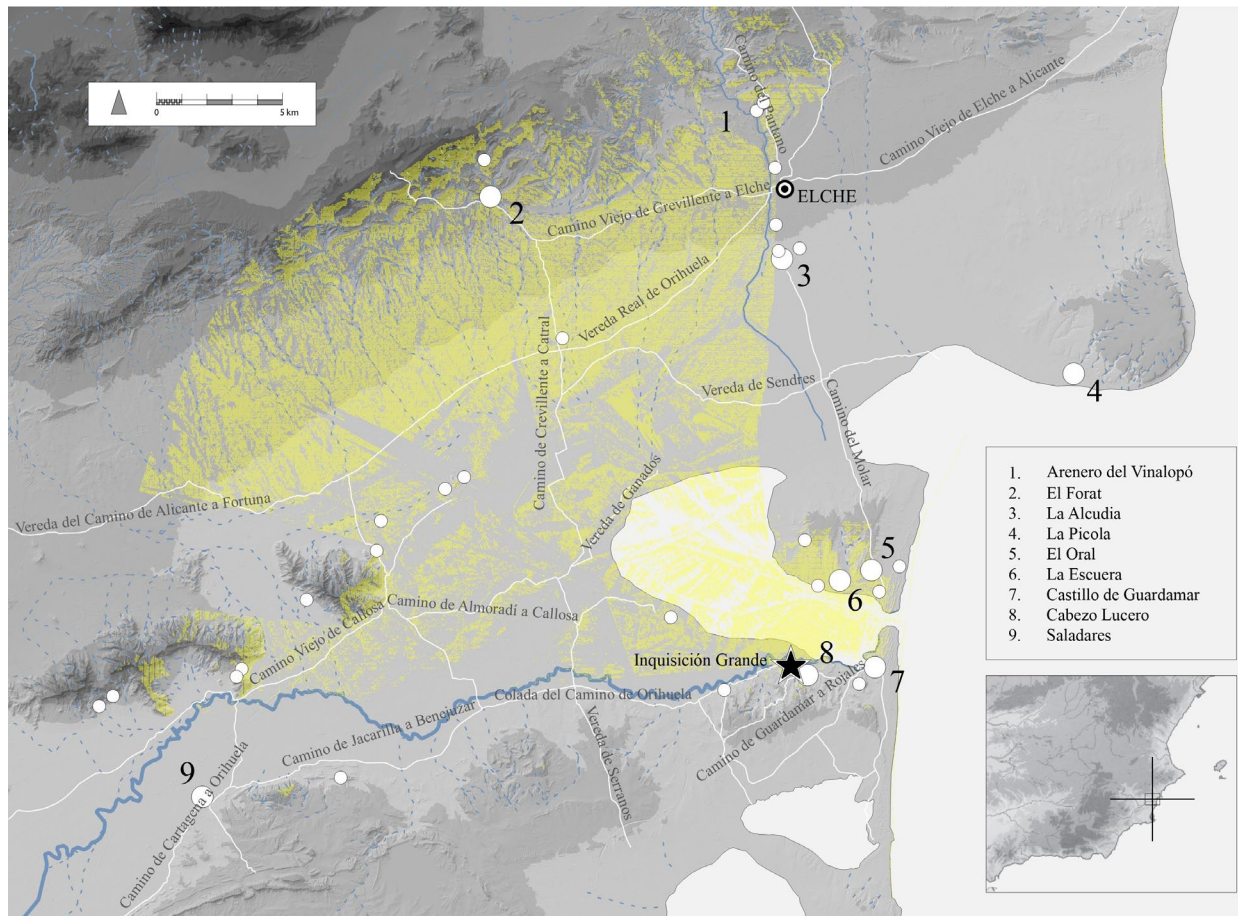 0
5 km
1
Camino del Pantano
Camino Viejo de Elche a Alicante
ELCHE
2
Camino Viejo de Crevillente a Elche
3
Vereda Real de Orihuela
Camino de Crevillente a Catral
Vereda de Sendres
4
Camino del Molar
Vereda de Ganados
Vereda del Camino de Alicante a Fortuna
5
6
Camino de Almoradí a Callosa
Camino Viejo de Callosa
Inquisición Grande
8
7
Colada del Camino de Orihuela
Camino de Guardamar a Rojales
Camino de Jacarilla a Benejúzar
Vereda de Serranos
9
Camino de Cartagena a Orihuela
1. Arenero del Vinalopó
2. El Forat
3. La Alcudia
4. La Picola
5. El Oral
6. La Escuera
7. Castillo de Guardamar
8. Cabezo Lucero
9. Saladares